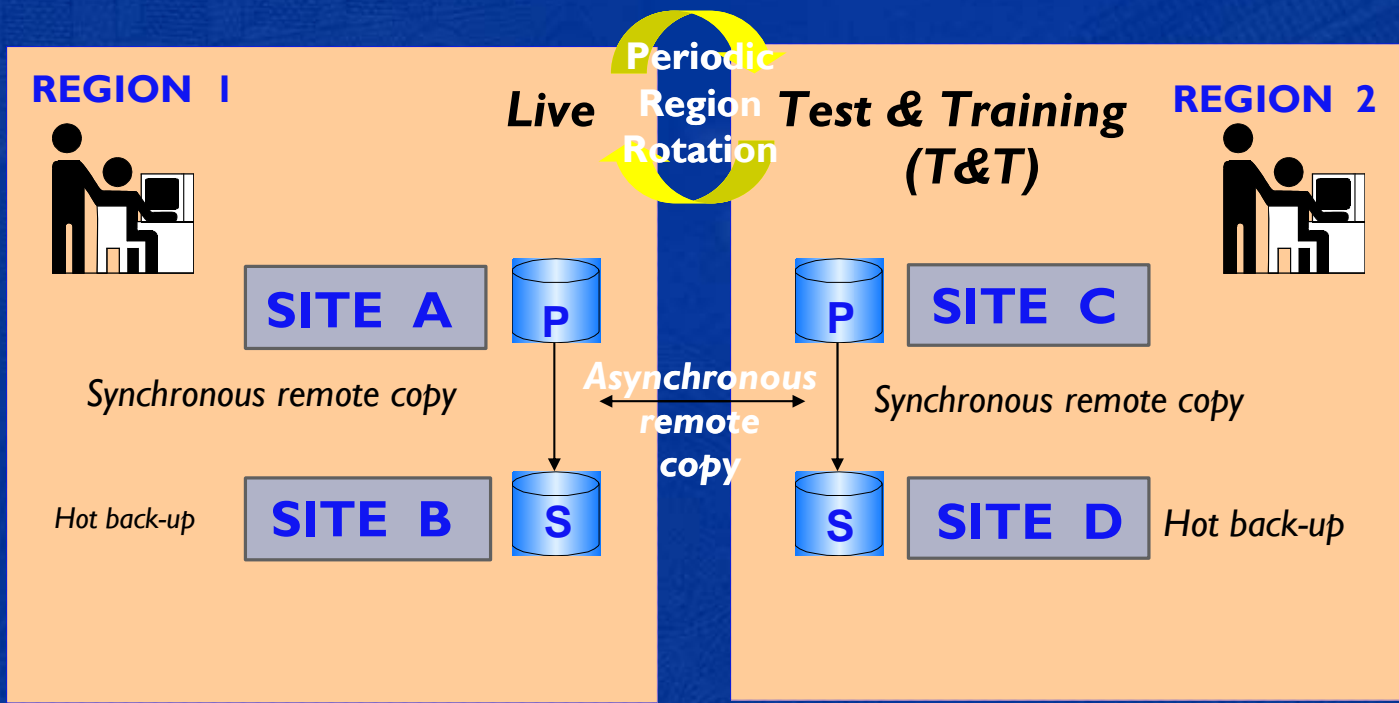 Periodic
Region
Rotation
REGION 1
Live
Test & Training
(T&T)
REGION 2
SITE A
P
P
SITE C
Synchronous remote copy
Asynchronous
remote
copy
Synchronous remote copy
Hot back-up
SITE B
S
S
SITE D
Hot back-up